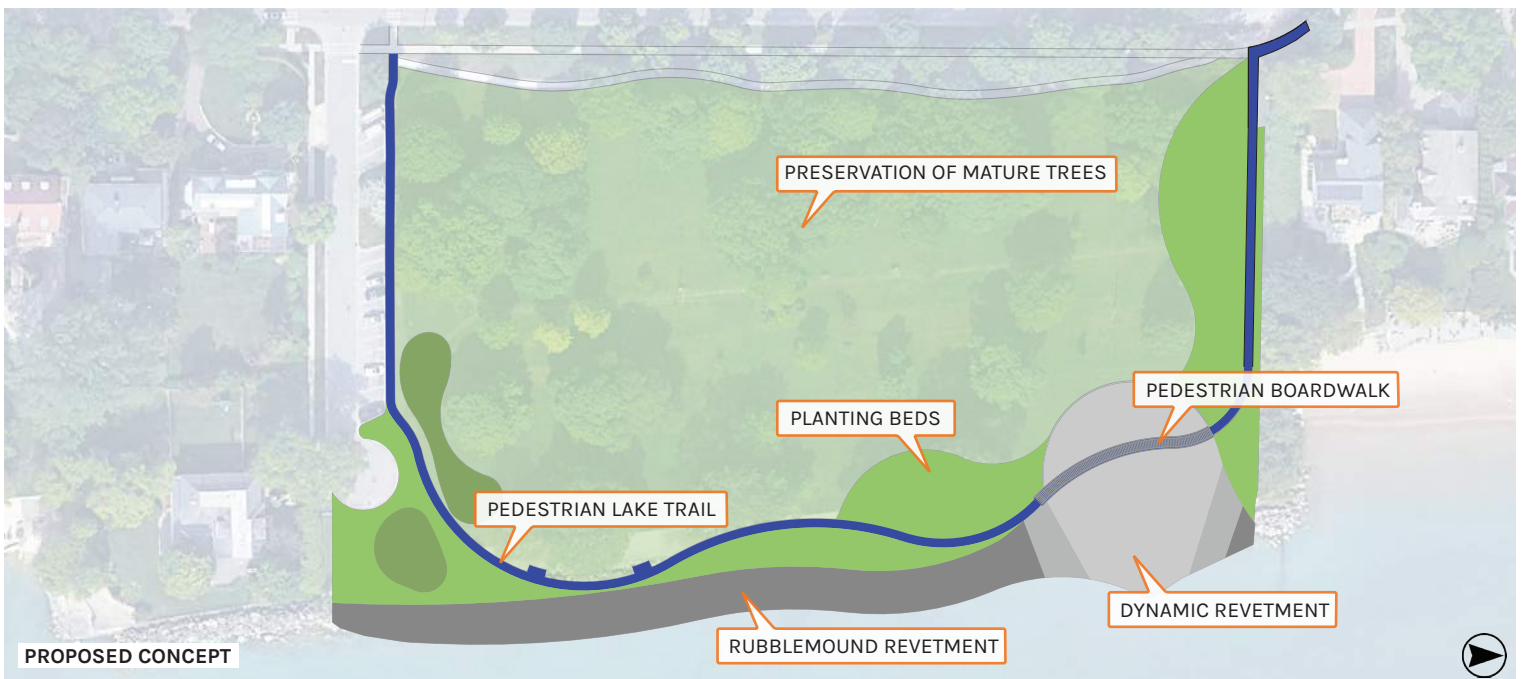 PRESERVATION OF MATURE TREES
PEDESTRIAN BOARDWALK
PLANTING BEDS
PEDESTRIAN LAKE TRAIL
DYNAMIC REVETMENT
RUBBLEMOUND REVETMENT
PROPOSED CONCEPT